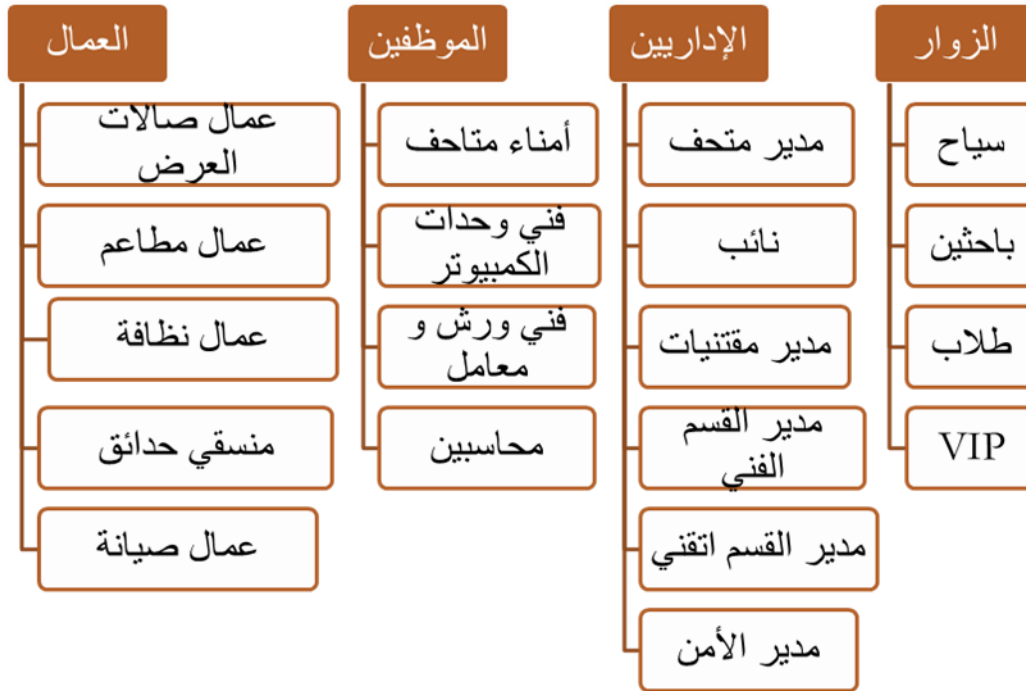 الزوار
سياح
باحثين
طلاب
VIP
الإداريين
مدير متحف
نائب
مدير مقتنيات
مدير القسم
الفني
مدير القسم اتقني
مدير الأمن
الموظفين
أمناء متاحف
فني وحدات
الكمبيوتر
فني ورش و
معامل
محاسبين
العمال
عمال صالات
العرض
عمال مطاعم
عمال نظافة
منسقي حدائق
عمال صيانة